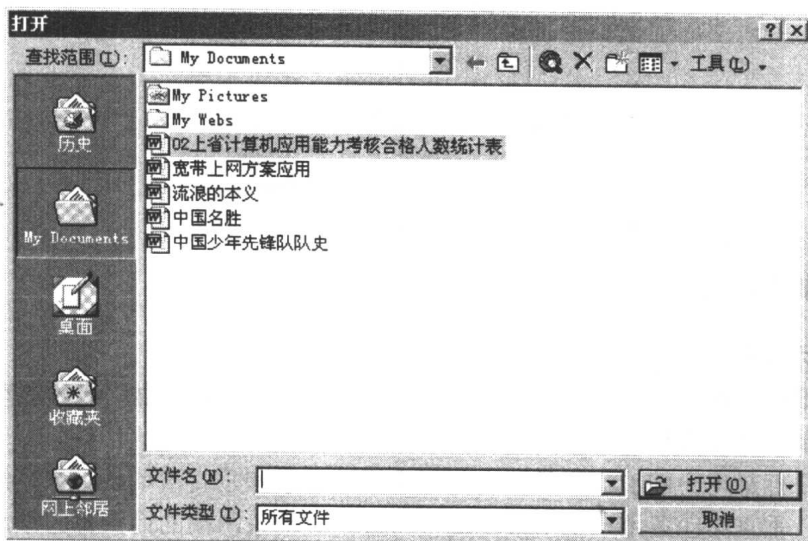 打开
查找范围(I): My Documents 工具(L)
历史
My Documents
桌面
收藏夹
网上邻居
My Pictures
My Webs
02上省计算机应用能力考核合格人数统计表
宽带上网方案应用
流浪的本义
中国名胜
中国少年先锋队队史
文件名(N): 打开(O)
文件类型(T): 所有文件 取消